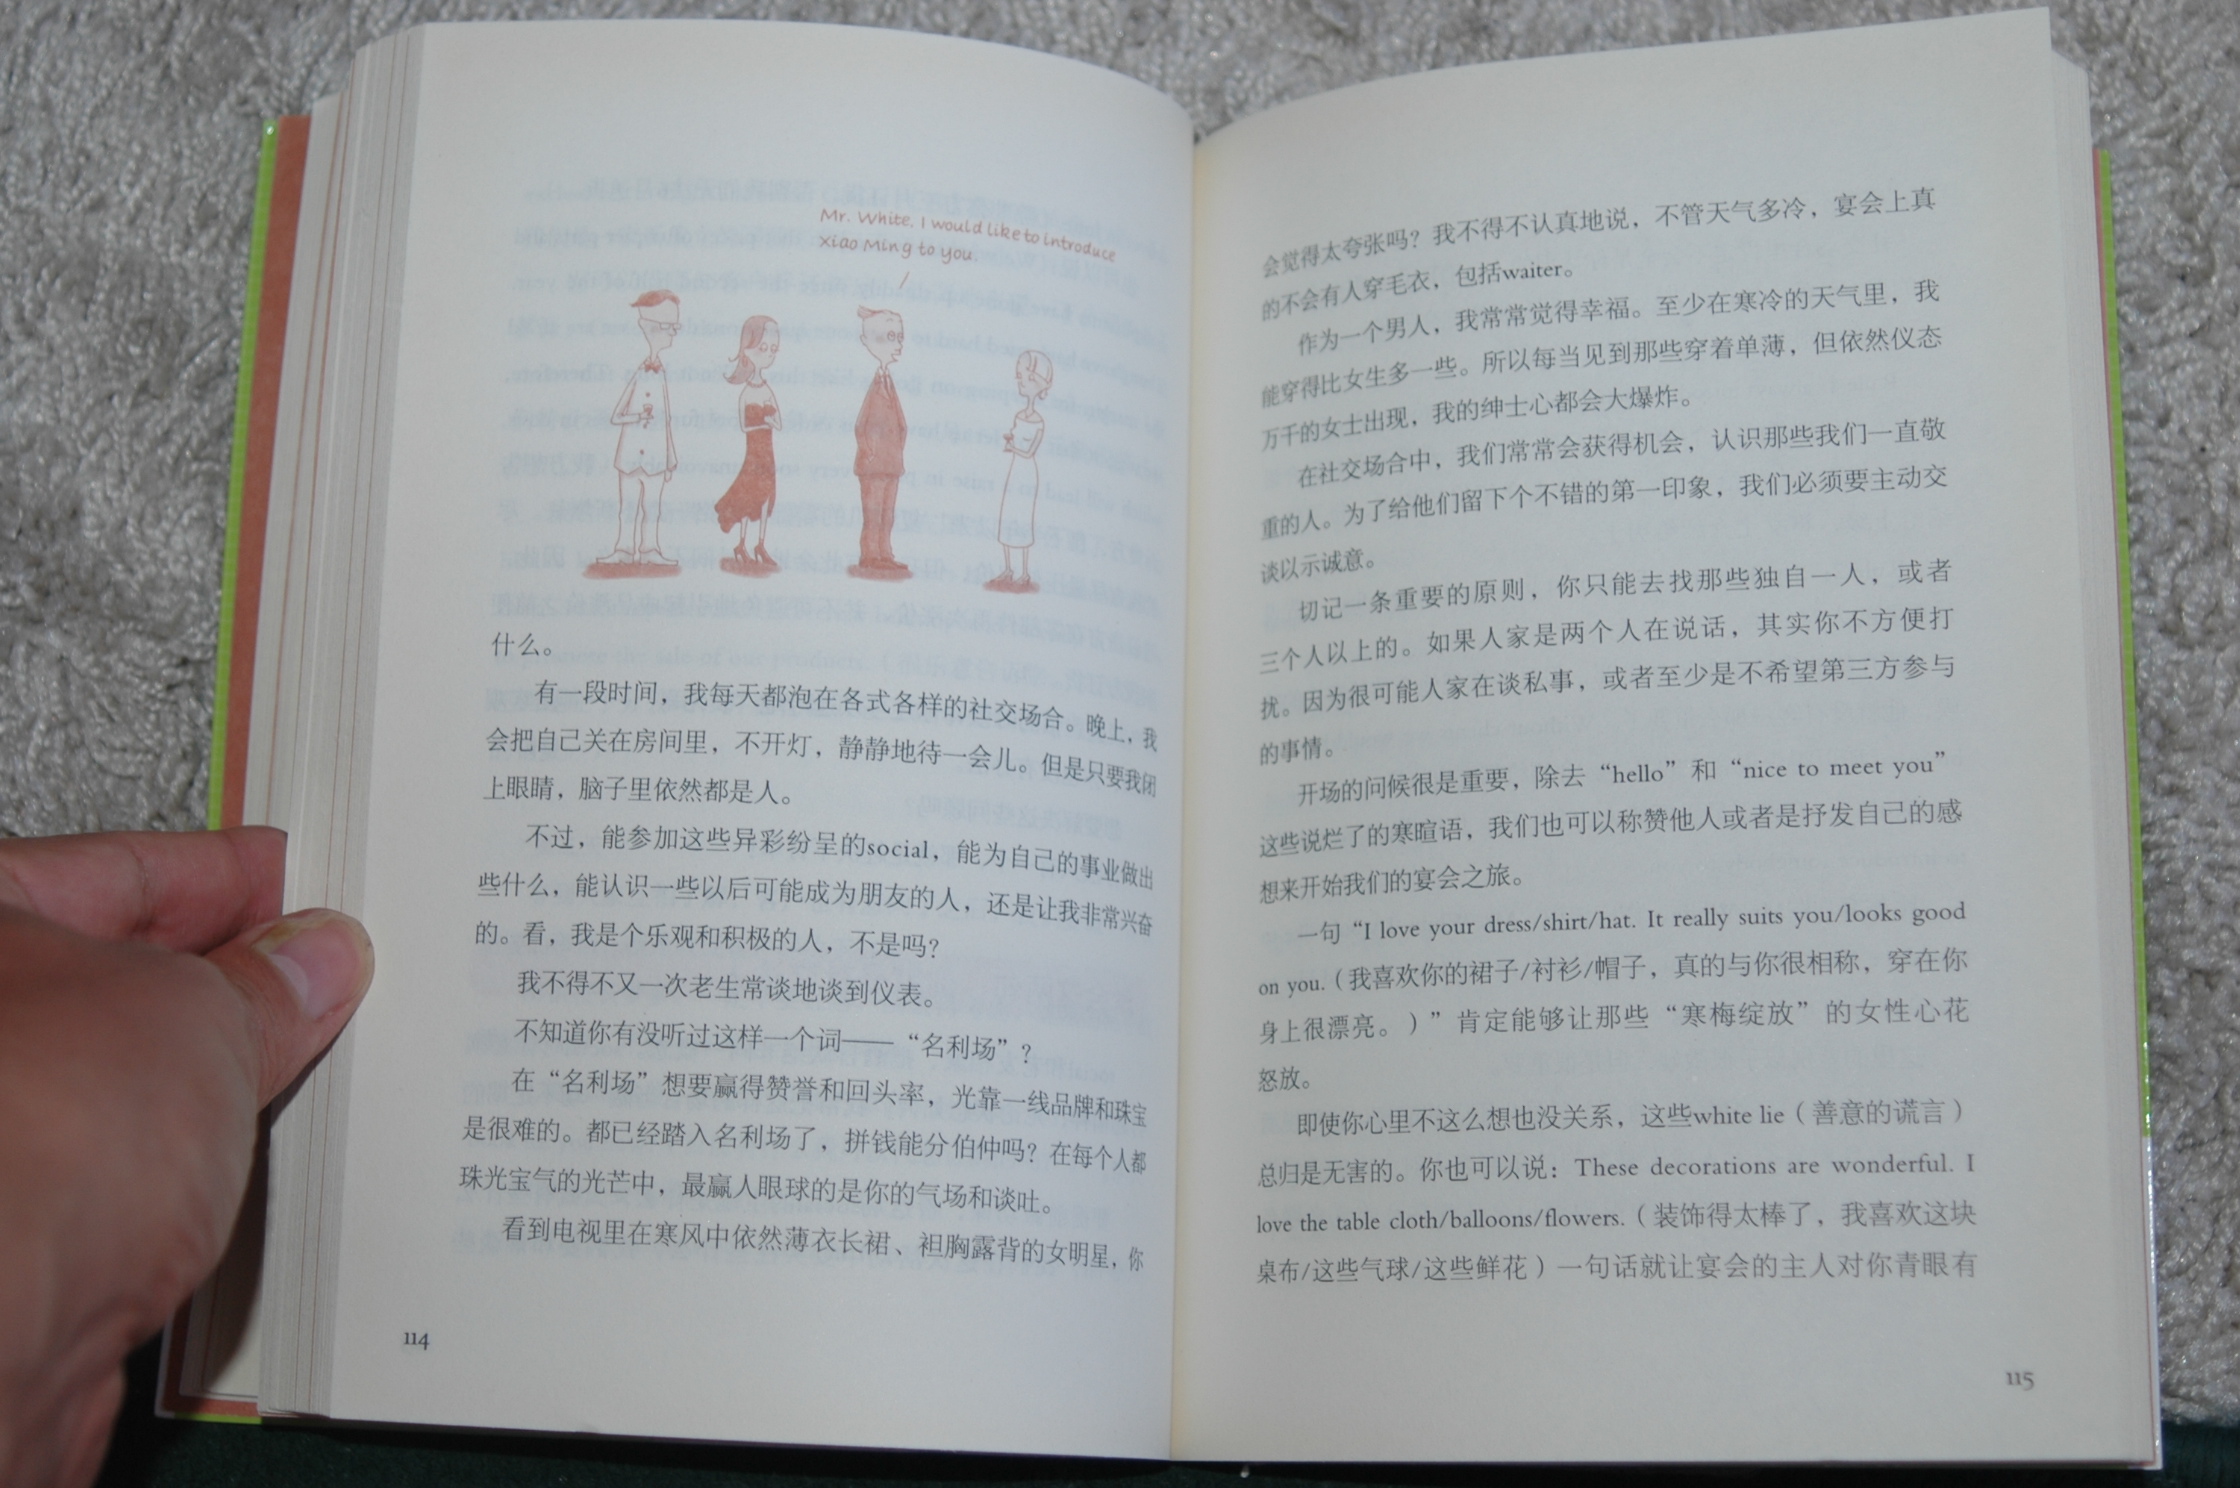 Mr. White. I would like to introduce
xiao Ming to you.
什么。
有一段时间，我每天都泡在各式各样的社交场合。晚上，我
会把自己关在房间里，不开灯，静静地待一会儿。但是只要我闭
上眼睛，脑子里依然都是人。
不过，能参加这些异彩纷呈的social，能为自己的事业做出
些什么，能认识一些以后可能成为朋友的人，还是让我非常兴奋
的。看，我是个乐观和积极的人，不是吗？
我不得不又一次老生常谈地谈到仪表。
不知道你有没听过这样一个词——“名利场”？
在“名利场”想要赢得赞誉和回头率，光靠一线品牌和珠宝
是很难的。都已经踏入名利场了，拼钱能分伯仲吗？在每个人都
珠光宝气的光芒中，最赢人眼球的是你的气场和谈吐。
看到电视里在寒风中依然薄衣长裙、袒胸露背的女明星，你
114
会觉得太夸张吗？我不得不认真地说，不管天气多冷，宴会上真
的不会有人穿毛衣，包括waiter。
作为一个男人，我常常觉得幸福。至少在寒冷的天气里，我
能穿得比女生多一些。所以每当见到那些穿着单薄，但依然仪态
万千的女士出现，我的绅士心都会大爆炸。
在社交场合中，我们常常会获得机会，认识那些我们一直敬
重的人。为了给他们留下个不错的第一印象，我们必须要主动交
谈以示诚意。
切记一条重要的原则，你只能去找那些独自一人，或者
三个人以上的。如果人家是两个人在说话，其实你不方便打
扰。因为很可能人家在谈私事，或者至少是不希望第三方参与
的事情。
开场的问候很是重要，除去“hello”和“nice to meet you”
这些说烂了的寒暄语，我们也可以称赞他人或者是抒发自己的感
想来开始我们的宴会之旅。
一句“I love your dress/shirt/hat. It really suits you/looks good
on you.（我喜欢你的裙子/衬衫/帽子，真的与你很相称，穿在你
身上很漂亮。）”肯定能够让那些“寒梅绽放”的女性心花
怒放。
即使你心里不这么想也没关系，这些white lie（善意的谎言）
总归是无害的。你也可以说：These decorations are wonderful. I
love the table cloth/balloons/flowers.（装饰得太棒了，我喜欢这块
桌布/这些气球/这些鲜花）一句话就让宴会的主人对你青眼有
115